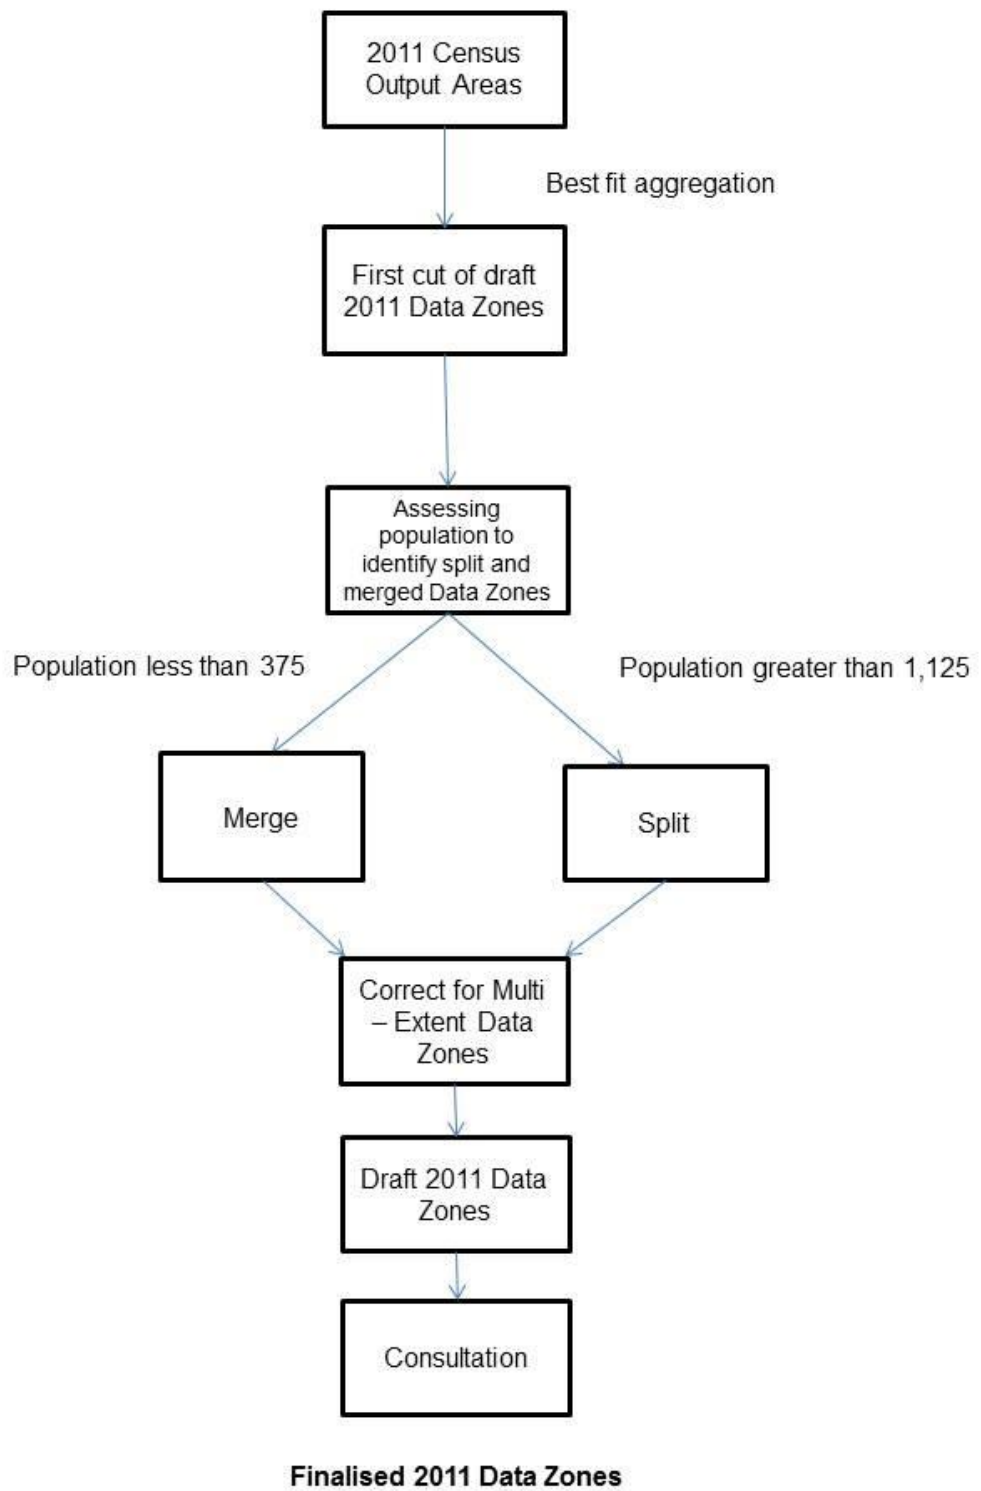 2011 Census
Output Areas
Best fit aggregation
First cut of draft
2011 Data Zones
Assessing
population to
identify split and
merged Data Zones
Population less than 375
Population greater than 1,125
Merge
Split
Correct for Multi
– Extent Data
Zones
Draft 2011 Data
Zones
Consultation
Finalised 2011 Data Zones